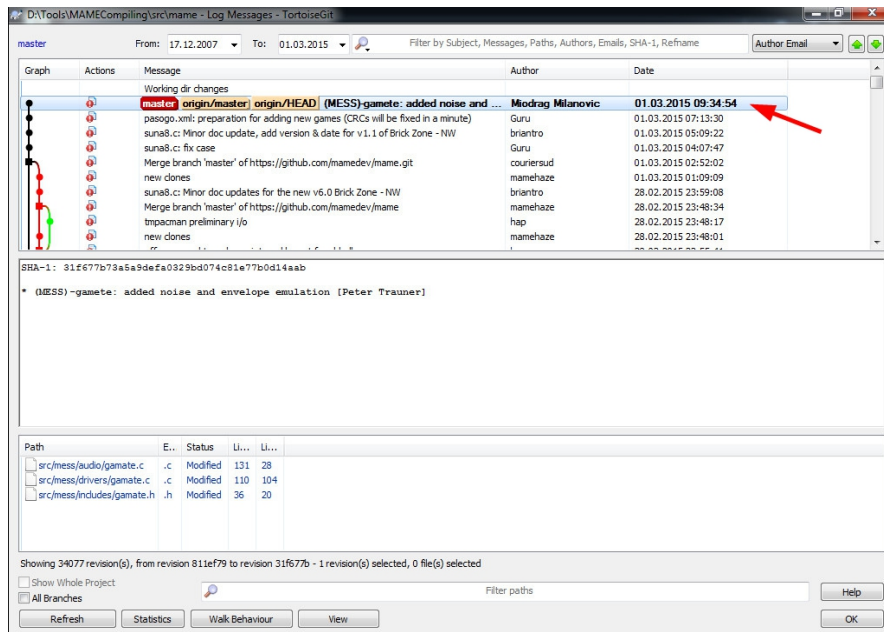 D:\Tools\MAMECompiling\src\mame - Log Messages - TortoiseGit
master From: 17.12.2007 To: 01.03.2015 Filter by Subject, Messages, Paths, Authors, Emails, SHA-1, Refname Author Email
Graph Actions Message Author Date
Working dir changes
master origin/master origin/HEAD (MESS)-gamete: added noise and ... Miodrag Milanovic 01.03.2015 09:34:54
pasogo.xml: preparation for adding new games (CRCs will be fixed in a minute) Guru 01.03.2015 07:13:30
suna8.c: Minor doc update, add version & date for v1.1 of Brick Zone - NW briantro 01.03.2015 05:09:22
suna8.c: fix case Guru 01.03.2015 04:07:47
Merge branch 'master' of https://github.com/mamedev/mame.git couriersud 01.03.2015 02:52:02
new clones mamehaze 01.03.2015 01:09:09
suna8.c: Minor doc updates for the new v6.0 Brick Zone - NW briantro 28.02.2015 23:59:08
Merge branch 'master' of https://github.com/mamedev/mame mamehaze 28.02.2015 23:48:34
tmpacman preliminary i/o hap 28.02.2015 23:48:17
new clones mamehaze 28.02.2015 23:48:01
SHA-1: 31f677b73a5a9defa0329bd074c81e77b0d14aab
* (MESS)-gamete: added noise and envelope emulation [Peter Trauner]
Path E... Status Li... Li...
src/mess/audio/gamate.c .c Modified 131 28
src/mess/drivers/gamate.c .c Modified 110 104
src/mess/includes/gamate.h .h Modified 36 20
Showing 34077 revision(s), from revision 811ef79 to revision 31f677b - 1 revision(s) selected, 0 file(s) selected
Show Whole Project
All Branches Filter paths Help
Refresh Statistics Walk Behaviour View OK